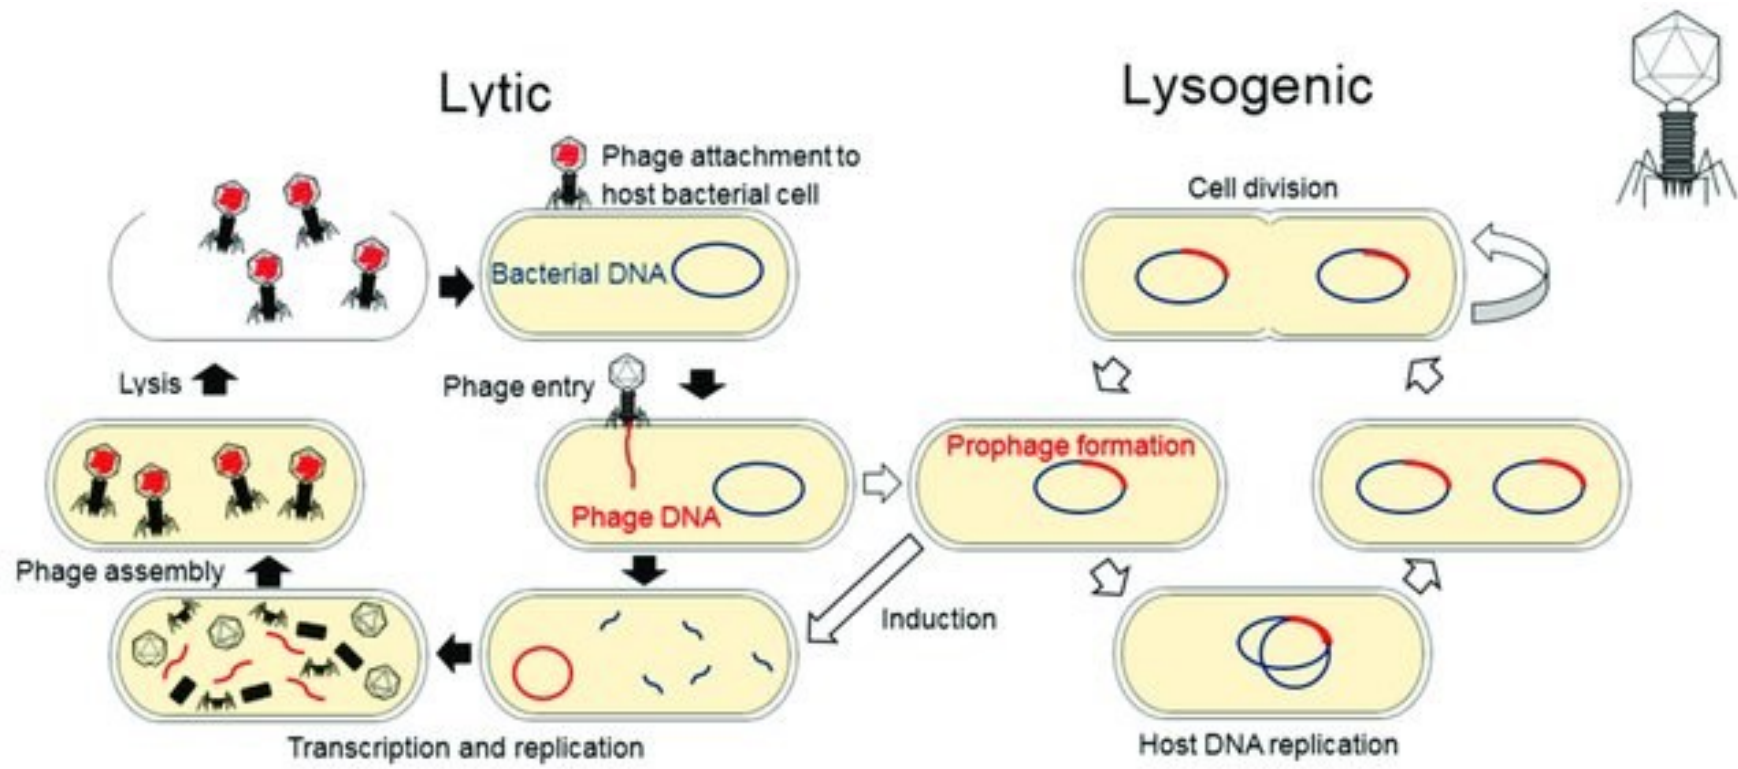 Lytic
Lysogenic
Phage attachment to
host bacterial cell
Cell division
Bacterial DNA
Lysis
Phage entry
Prophage formation
Phage DNA
Phage assembly
Induction
Transcription and replication
Host DNA replication